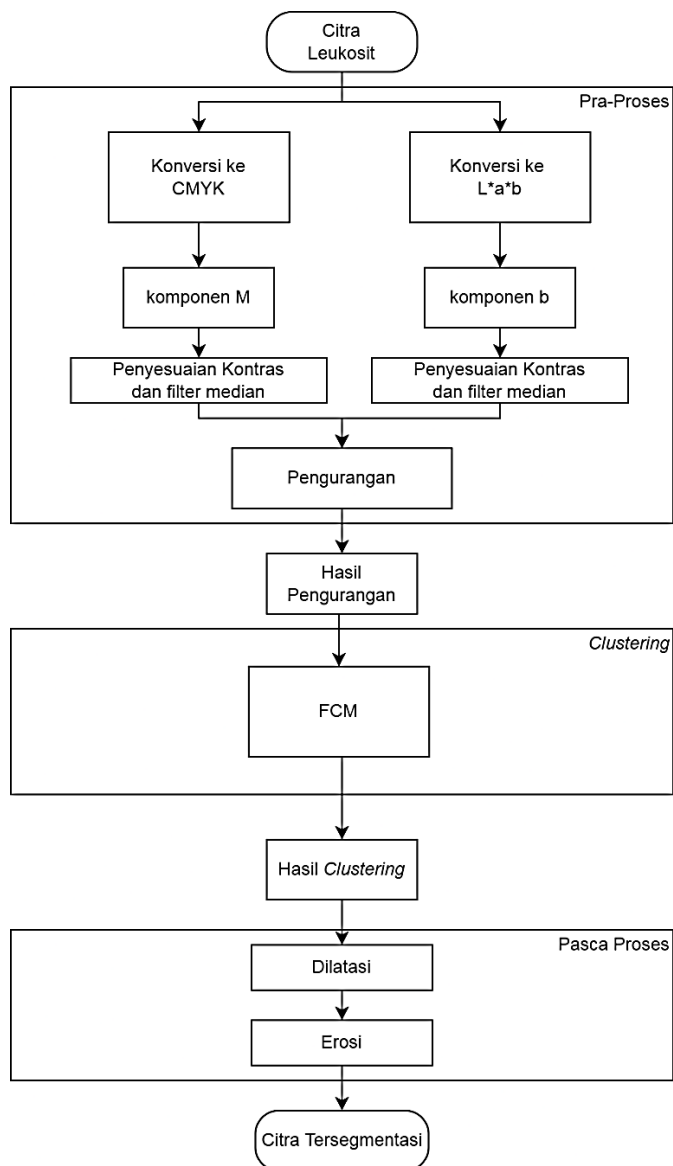 Citra
Leukosit
Pra-Proses
Konversi ke
CMYK
Konversi ke
L*a*b
komponen M
komponen b
Penyesuaian Kontras
dan filter median
Penyesuaian Kontras
dan filter median
Pengurangan
Hasil
Pengurangan
Clustering
FCM
Hasil Clustering
Pasca Proses
Dilatasi
Erosi
Citra Tersegmentasi